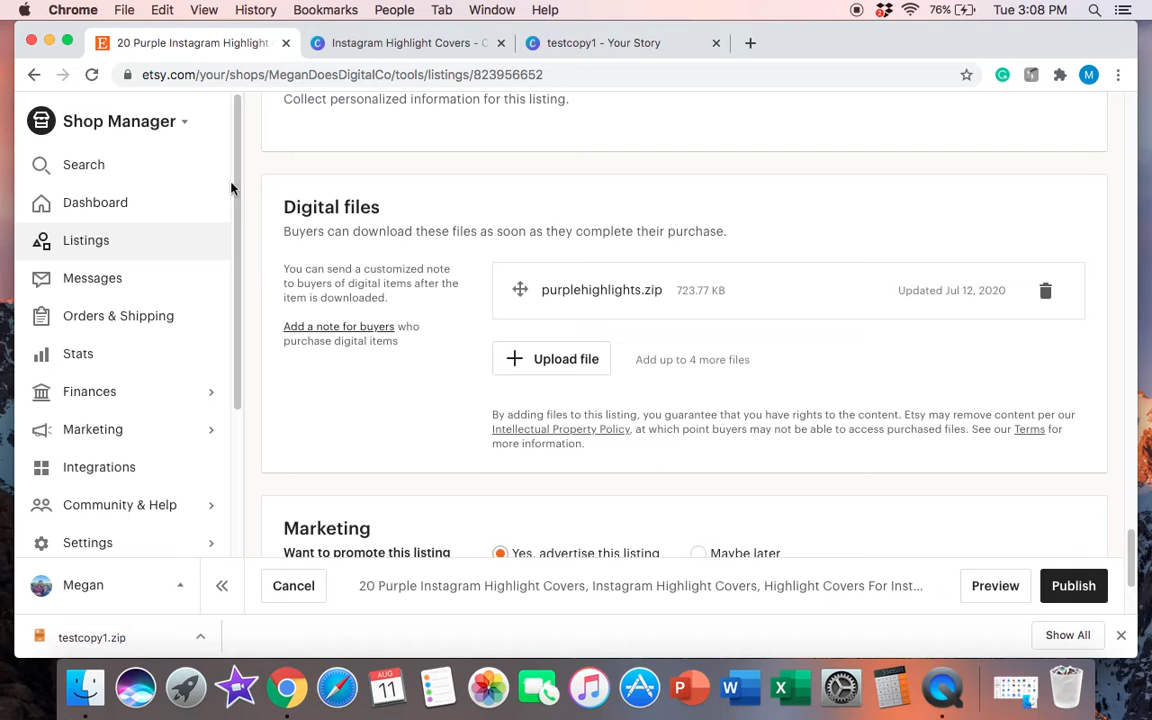 Chrome File Edit View History Bookmarks People Tab Window Help 76% Tue 3:08 PM
20 Purple Instagram Highlight × Instagram Highlight Covers - C × testcopy1 - Your Story × +
etsy.com/your/shops/MeganDoesDigitalCo/tools/listings/823956652 M
Collect personalized information for this listing.
Shop Manager
Search
Dashboard
Listings
Messages
Orders & Shipping
Stats
Finances
Marketing
Integrations
Community & Help
Settings
Megan
Digital files
Buyers can download these files as soon as they complete their purchase.
You can send a customized note
to buyers of digital items after the
item is downloaded.
Add a note for buyers who
purchase digital items
purplehighlights.zip 723.77 KB Updated Jul 12, 2020
+ Upload file Add up to 4 more files
By adding files to this listing, you guarantee that you have rights to the content. Etsy may remove content per our
Intellectual Property Policy, at which point buyers may not be able to access purchased files. See our Terms for
more information.
Marketing
Want to promote this listing Yes, advertise this listing Maybe later
Cancel 20 Purple Instagram Highlight Covers, Instagram Highlight Covers, Highlight Covers For Inst... Preview Publish
testcopy1.zip Show All
AUG
11